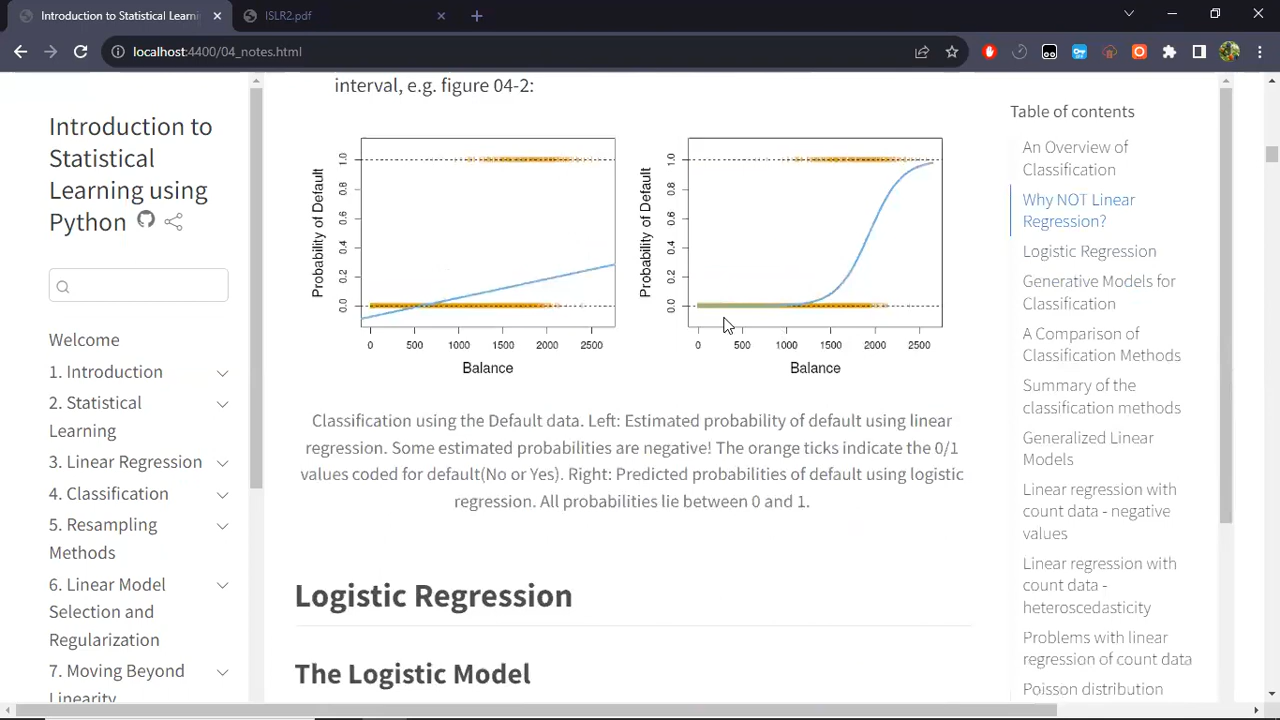 Introduction to Statistical Learni
ISLR2.pdf
localhost:4400/04_notes.html
Introduction to
Statistical
Learning using
Python
Welcome
1. Introduction
2. Statistical
Learning
3. Linear Regression
4. Classification
5. Resampling
Methods
6. Linear Model
Selection and
Regularization
7. Moving Beyond
Linearity
interval, e.g. figure 04-2:
Probability of Default
0.0 0.2 0.4 0.6 0.8 1.0
0 500 1000 1500 2000 2500
Balance
Probability of Default
0.0 0.2 0.4 0.6 0.8 1.0
0 500 1000 1500 2000 2500
Balance
Classification using the Default data. Left: Estimated probability of default using linear
regression. Some estimated probabilities are negative! The orange ticks indicate the 0/1
values coded for default(No or Yes). Right: Predicted probabilities of default using logistic
regression. All probabilities lie between 0 and 1.
Logistic Regression
The Logistic Model
Table of contents
An Overview of
Classification
Why NOT Linear
Regression?
Logistic Regression
Generative Models for
Classification
A Comparison of
Classification Methods
Summary of the
classification methods
Generalized Linear
Models
Linear regression with
count data - negative
values
Linear regression with
count data -
heteroscedasticity
Problems with linear
regression of count data
Poisson distribution